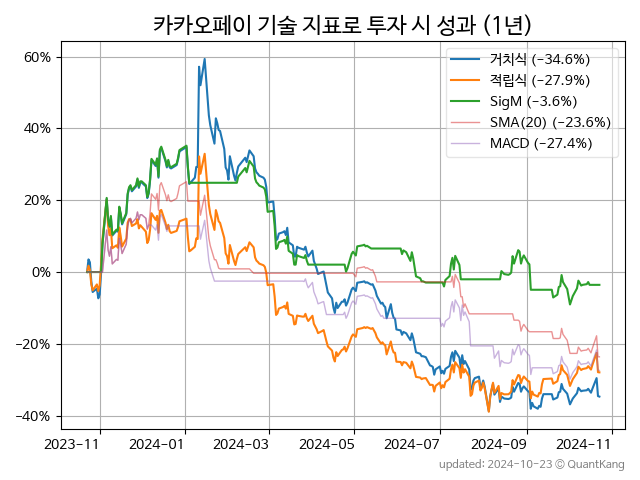 카카오페이 기술 지표로 투자 시 성과 (1년)
거치식 (−34.6%)
적립식 (−27.9%)
SigM (−3.6%)
SMA(20) (−23.6%)
MACD (−27.4%)
60%
40%
20%
0%
−20%
−40%
2023-11 2024-01 2024-03 2024-05 2024-07 2024-09 2024-11
updated: 2024-10-23 © QuantKang